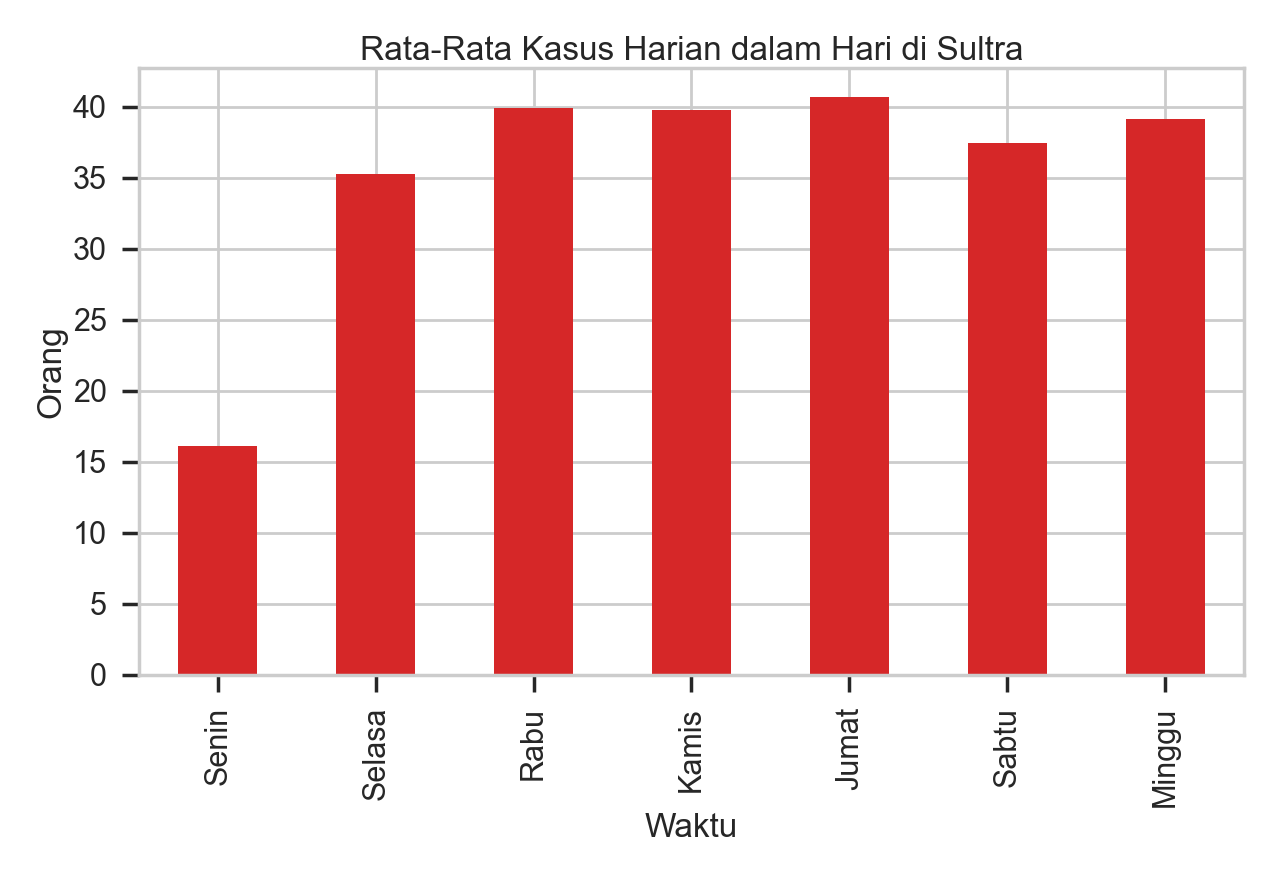 Rata-Rata Kasus Harian dalam Hari di Sultra
40
35
30
25
20
15
10
5
0
Orang
Senin
Selasa
Rabu
Kamis
Jumat
Sabtu
Minggu
Waktu